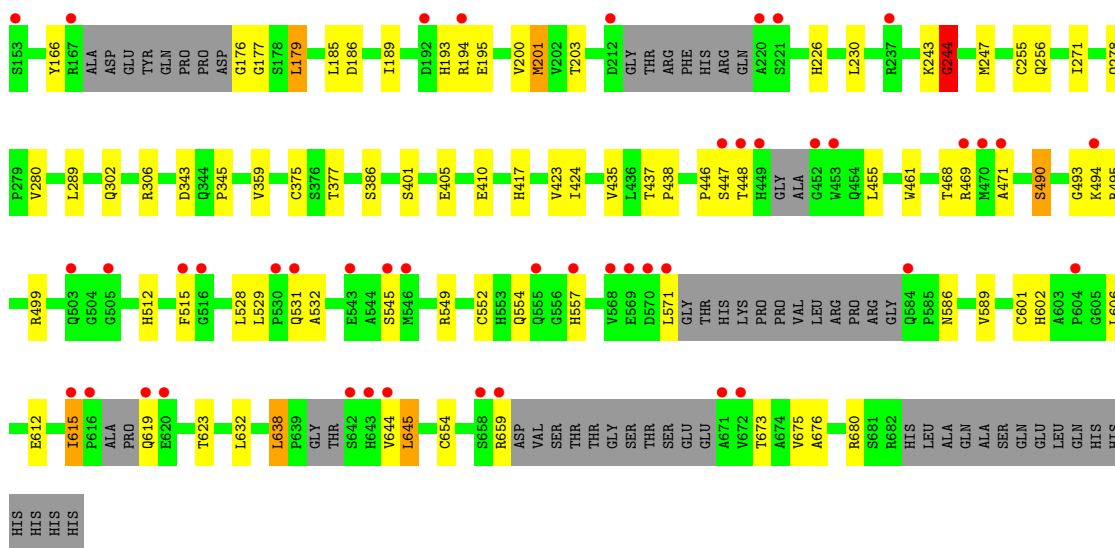 S153 Y166 R167 ALA ASP GLU TYR GLN PRO PRO ASP G176 G177 S178 L179 L185 D186 I189 D192 H193 R194 E195 V200 M201 V202 T203 D212 GLY THR ARG PHE HIS ARG GLN A220 S221 H226 L230 R237 K243 G244 M247 C255 Q256 I271
P279 V280 L289 Q302 R306 D343 Q344 P345 V359 C375 S376 T377 S386 S401 E405 E410 H417 V423 I424 V435 L436 T437 P438 P446 S447 T448 H449 GLY ALA G452 W453 Q454 L455 W461 T468 R469 M470 A471 S490 G493 K494
R499 Q503 G504 G505 H512 F515 G516 L528 L529 P530 Q531 A532 E543 A544 S545 M546 R549 C552 H553 Q554 Q555 G556 H557 V568 E569 D570 L571 GLY THR HIS LYS PRO PRO VAL LEU ARG PRO ARG GLY Q584 P585 N586 V589 C601 H602 A603 P604 G605 L606
E612 I615 P616 ALA PRO Q619 E620 T623 L632 L638 P639 GLY THR S642 H643 V644 L645 C654 S658 R659 ASP VAL SER THR THR GLY SER THR SER GLU GLU A671 V672 T673 A674 V675 A676 R680 S681 R682 HIS LEU ALA GLN ALA SER GLN GLU LEU GLN HIS HIS
HIS HIS HIS HIS